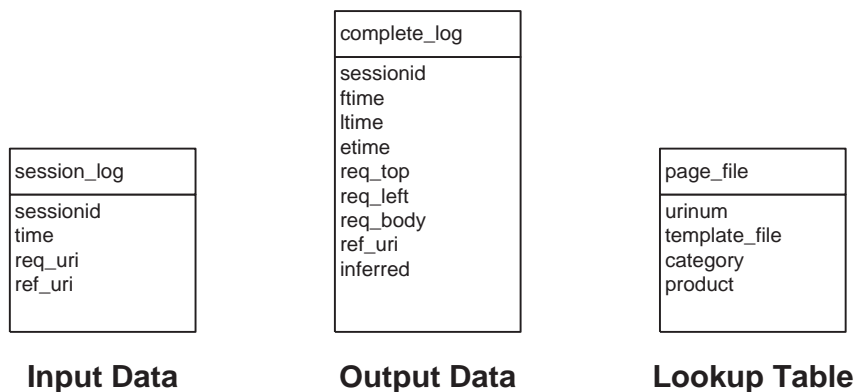 session_log
sessionid
time
req_uri
ref_uri
Input Data
complete_log
sessionid
ftime
ltime
etime
req_top
req_left
req_body
ref_uri
inferred
Output Data
page_file
urinum
template_file
category
product
Lookup Table